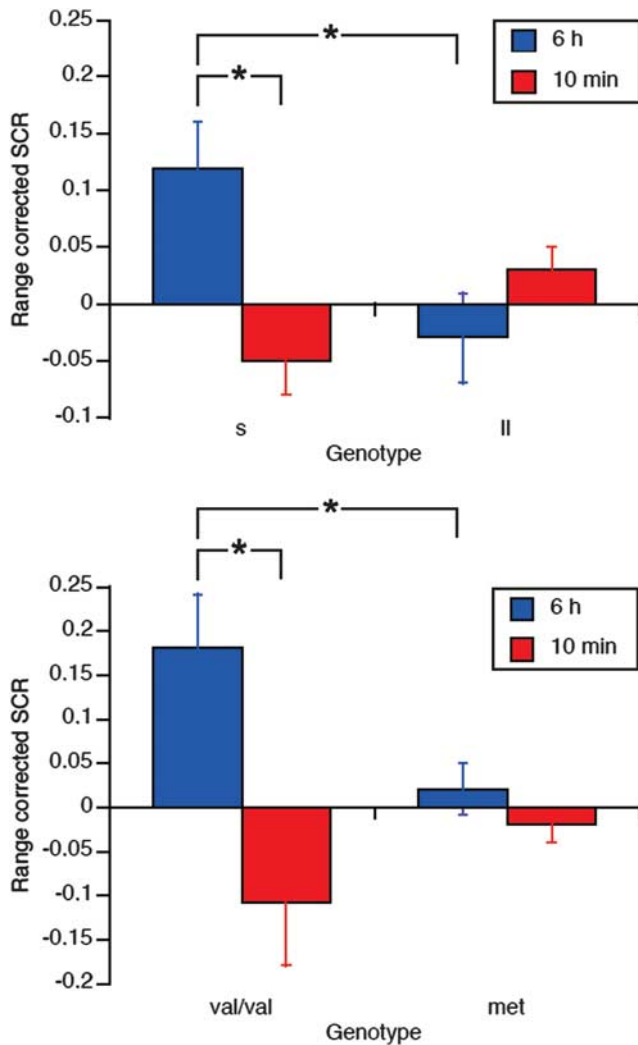 0.25
0.2
0.15
0.1
0.05
0
-0.05
-0.1
Range corrected SCR
*
*
6 h
10 min
s
ll
Genotype
*
*
0.25
0.2
0.15
0.1
0.05
0
-0.05
-0.1
-0.15
-0.2
Range corrected SCR
6 h
10 min
val/val
met
Genotype